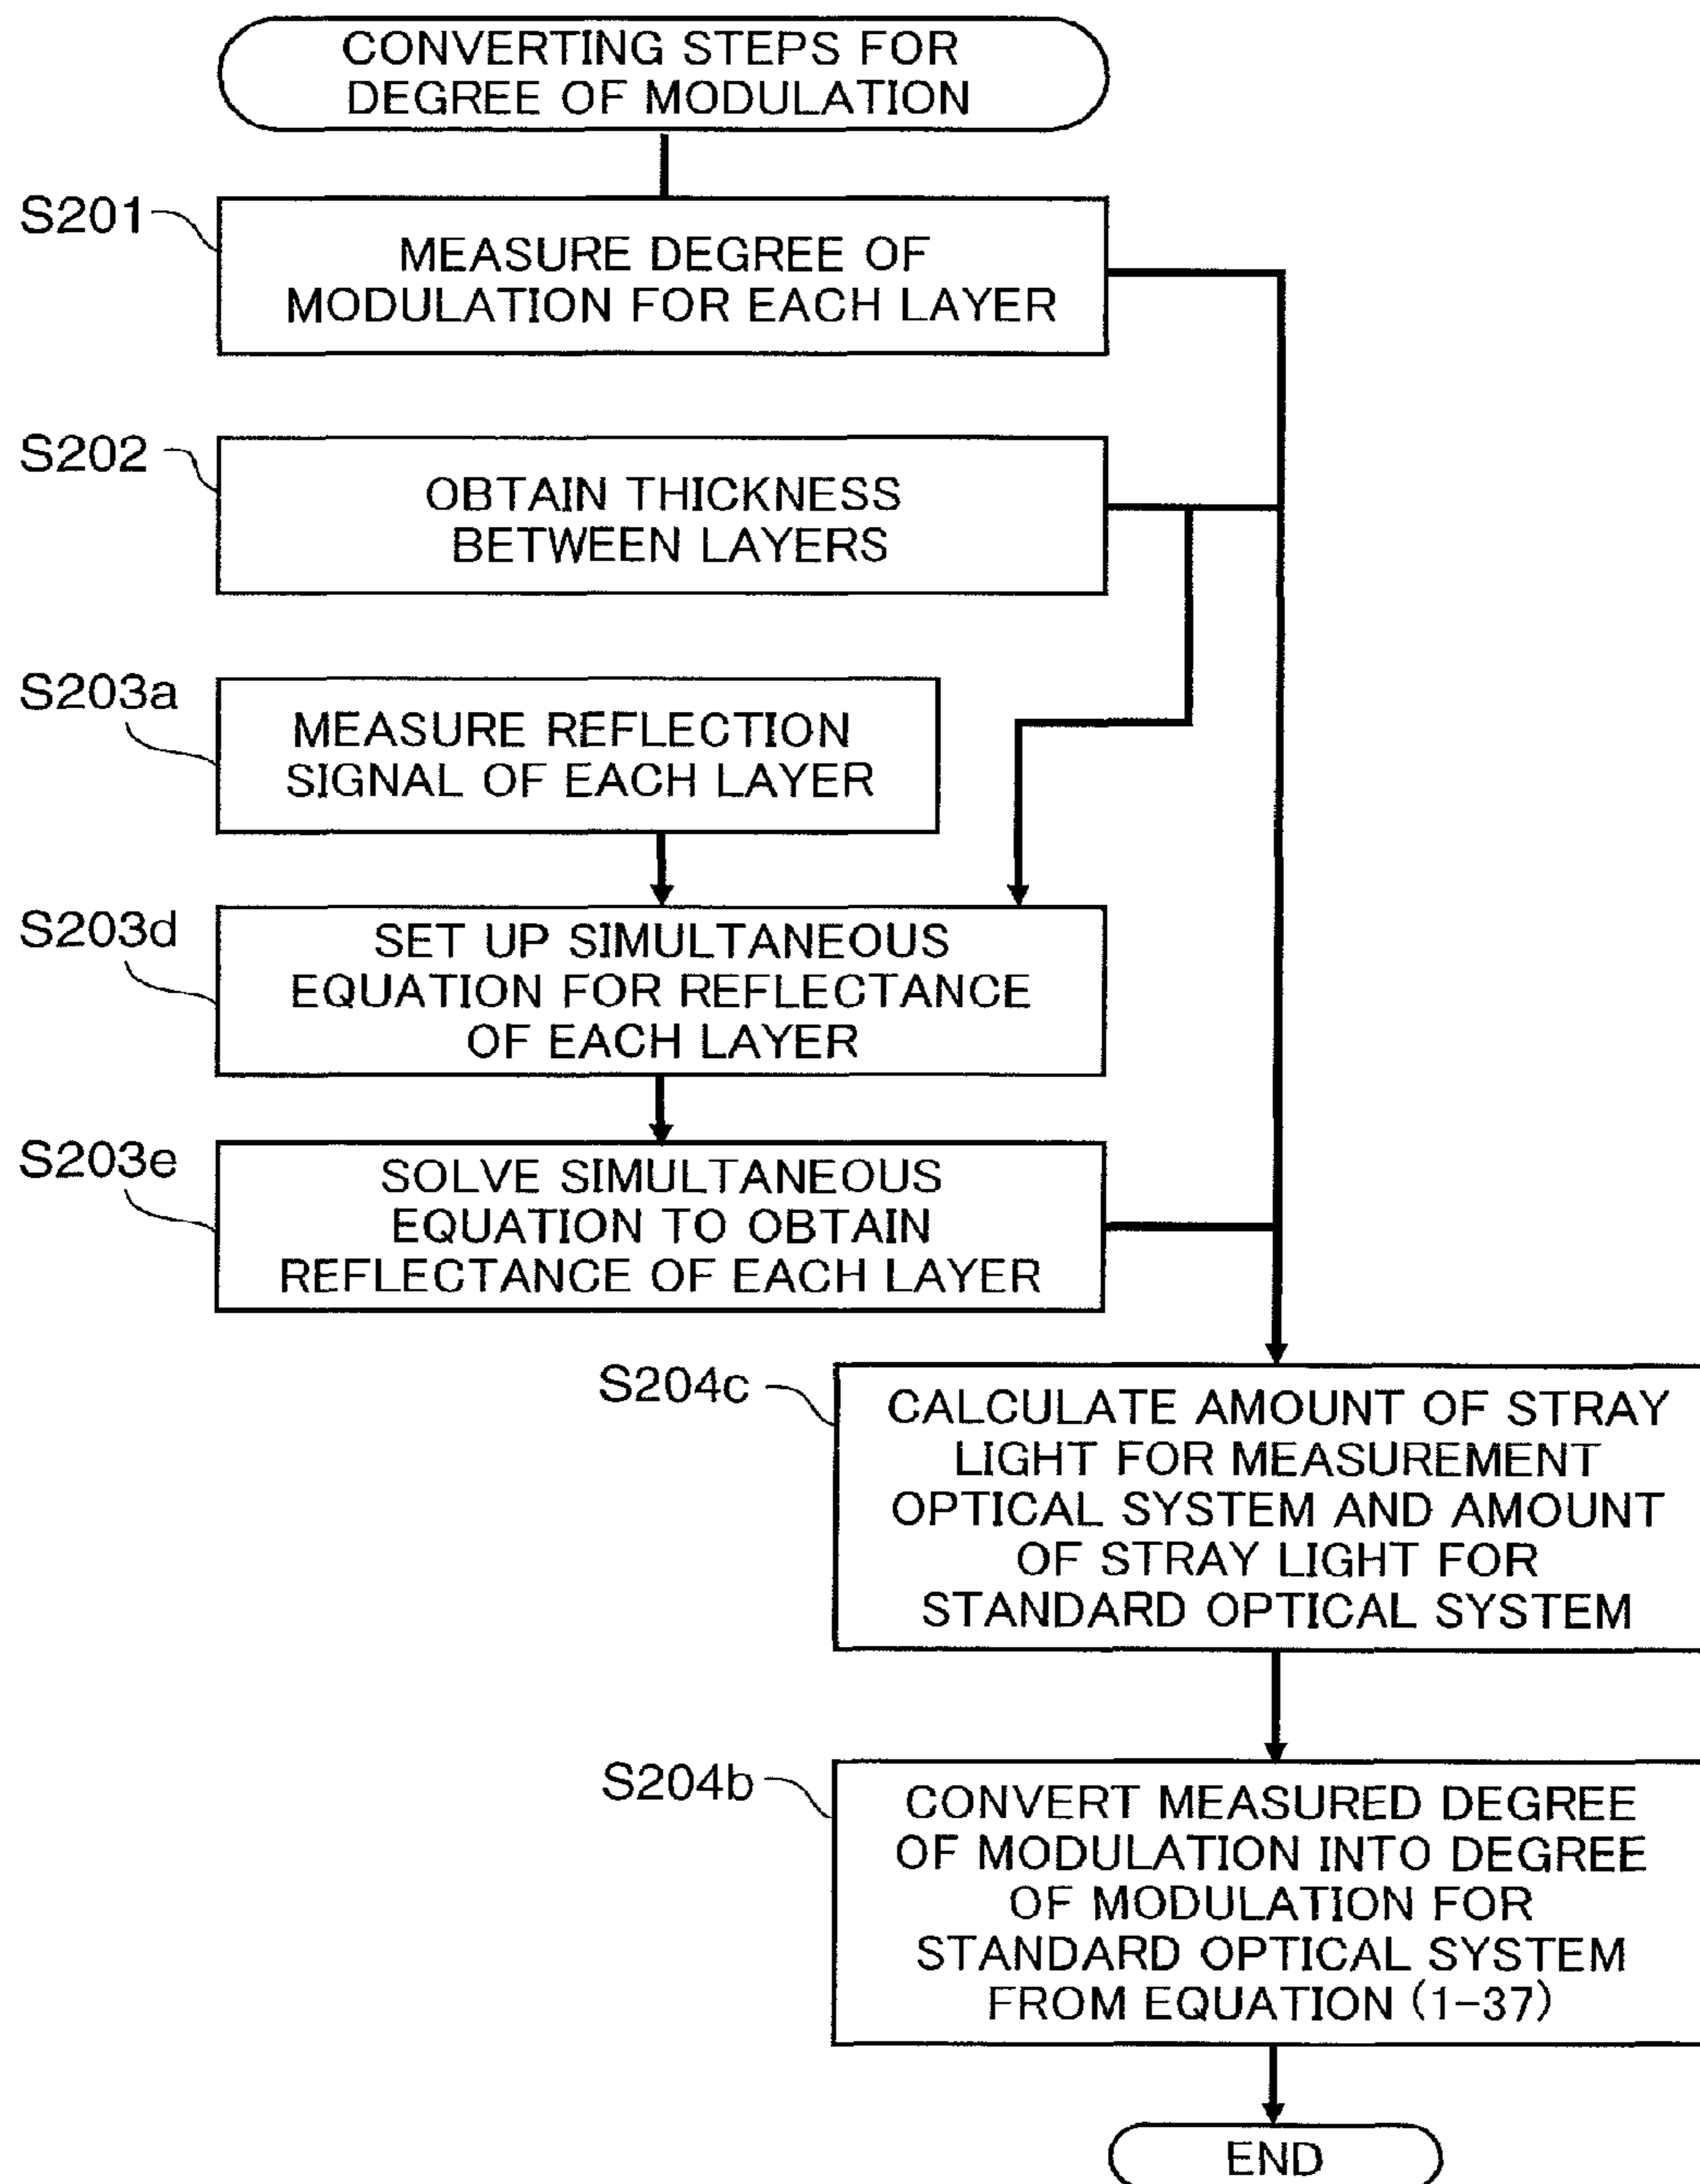 CONVERTING STEPS FOR
DEGREE OF MODULATION
S201
MEASURE DEGREE OF
MODULATION FOR EACH LAYER
S202
OBTAIN THICKNESS
BETWEEN LAYERS
S203a
MEASURE REFLECTION
SIGNAL OF EACH LAYER
S203d
SET UP SIMULTANEOUS
EQUATION FOR REFLECTANCE
OF EACH LAYER
S203e
SOLVE SIMULTANEOUS
EQUATION TO OBTAIN
REFLECTANCE OF EACH LAYER
S204c
CALCULATE AMOUNT OF STRAY
LIGHT FOR MEASUREMENT
OPTICAL SYSTEM AND AMOUNT
OF STRAY LIGHT FOR
STANDARD OPTICAL SYSTEM
S204b
CONVERT MEASURED DEGREE
OF MODULATION INTO DEGREE
OF MODULATION FOR
STANDARD OPTICAL SYSTEM
FROM EQUATION (1-37)
END